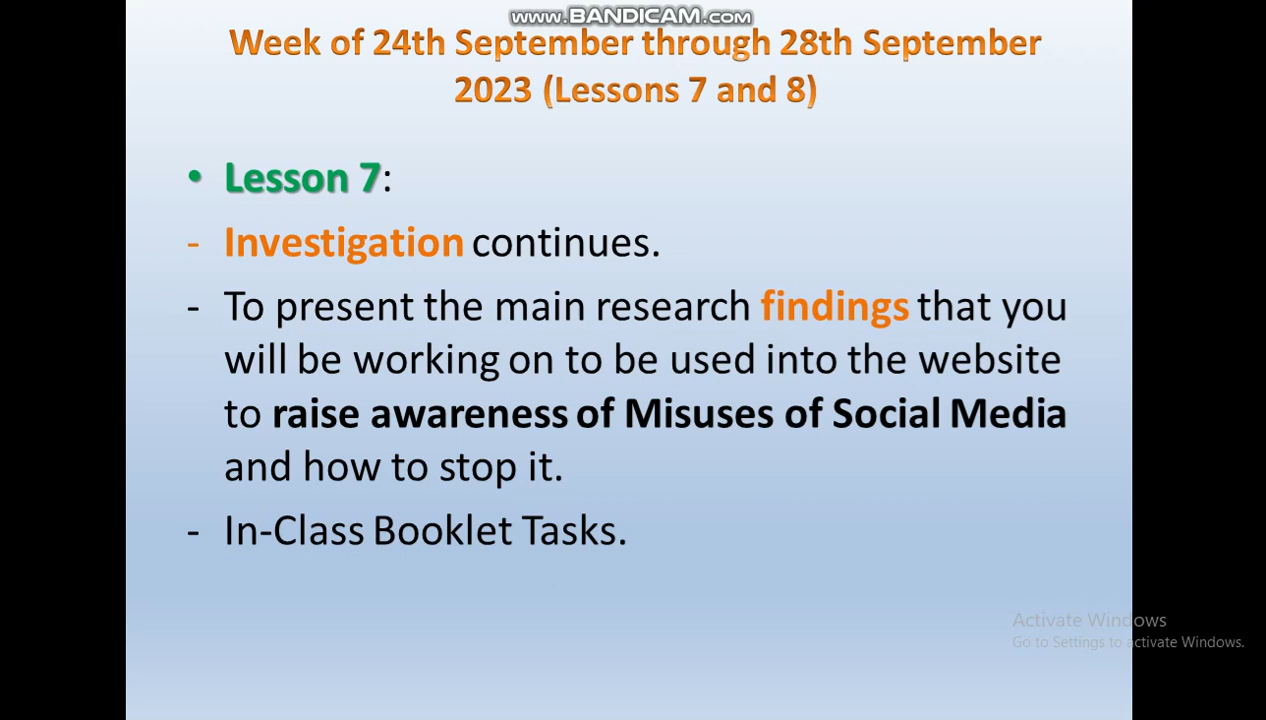 www.BANDICAM.com
Week of 24th September through 28th September
2023 (Lessons 7 and 8)
• Lesson 7:
- Investigation continues.
- To present the main research findings that you
will be working on to be used into the website
to raise awareness of Misuses of Social Media
and how to stop it.
- In-Class Booklet Tasks.
Activate Windows
Go to Settings to activate Windows.